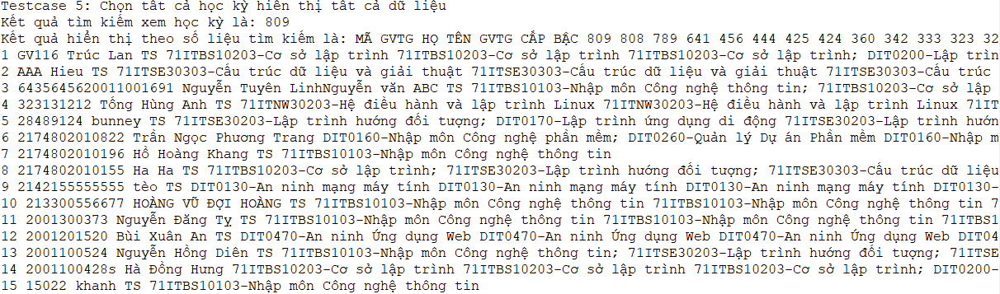 Testcase 5: Chọn tất cả học kỳ hiển thị tất cả dữ liệu
Kết quả tìm kiếm xem học kỳ là: 809
Kết quả hiển thị theo số liệu tìm kiếm là: MÃ GVTG HỌ TÊN GVTG CẤP BẬC 809 808 789 641 456 444 425 424 360 342 333 323 32
1 GV116 Trúc Lan TS 71ITBS10203-Cơ sở lập trình 71ITBS10203-Cơ sở lập trình 71ITBS10203-Cơ sở lập trình; DIT0200-Lập trìn
2 AAA Hieu TS 71ITSE30303-Cấu trúc dữ liệu và giải thuật 71ITSE30303-Cấu trúc dữ liệu và giải thuật 71ITSE30303-Cấu trúc
3 6435645620011001691 Nguyễn Tuyên LinhNguyễn văn ABC TS 71ITBS10103-Nhập môn Công nghệ thông tin; 71ITBS10203-Cơ sở lập
4 323131212 Tống Hùng Anh TS 71ITNW30203-Hệ điều hành và lập trình Linux 71ITNW30203-Hệ điều hành và lập trình Linux 71IT
5 28489124 bunney TS 71ITSE30203-Lập trình hướng đối tượng; DIT0170-Lập trình ứng dụng di động 71ITSE30203-Lập trình hướn
6 2174802010822 Trần Ngọc Phương Trang DIT0160-Nhập môn Công nghệ phần mềm; DIT0260-Quản lý Dự án Phần mềm DIT0160-Nhập m
7 2174802010196 Hồ Hoàng Khang TS 71ITBS10103-Nhập môn Công nghệ thông tin
8 2174802010155 Ha Ha TS 71ITBS10203-Cơ sở lập trình; 71ITSE30203-Lập trình hướng đối tượng; 71ITSE30303-Cấu trúc dữ liệu
9 2142155555555 tèo TS DIT0130-An ninh mạng máy tính DIT0130-An ninh mạng máy tính DIT0130-An ninh mạng máy tính DIT0130-
10 213300556677 HOÀNG VŨ ĐỢI HOÀNG TS 71ITBS10103-Nhập môn Công nghệ thông tin 71ITBS10103-Nhập môn Công nghệ thông tin 7
11 2001300373 Nguyễn Đăng Tỵ TS 71ITBS10103-Nhập môn Công nghệ thông tin 71ITBS10103-Nhập môn Công nghệ thông tin 71ITBS1
12 2001201520 Bùi Xuân An TS DIT0470-An ninh Ứng dụng Web DIT0470-An ninh Ứng dụng Web DIT0470-An ninh Ứng dụng Web DIT04
13 2001100524 Nguyễn Hồng Diên TS 71ITBS10103-Nhập môn Công nghệ thông tin; 71ITSE30203-Lập trình hướng đối tượng; 71ITSE
14 2001100428s Hà Đồng Hưng 71ITBS10203-Cơ sở lập trình 71ITBS10203-Cơ sở lập trình 71ITBS10203-Cơ sở lập trình; DIT0200-
15 15022 khanh TS 71ITBS10103-Nhập môn Công nghệ thông tin